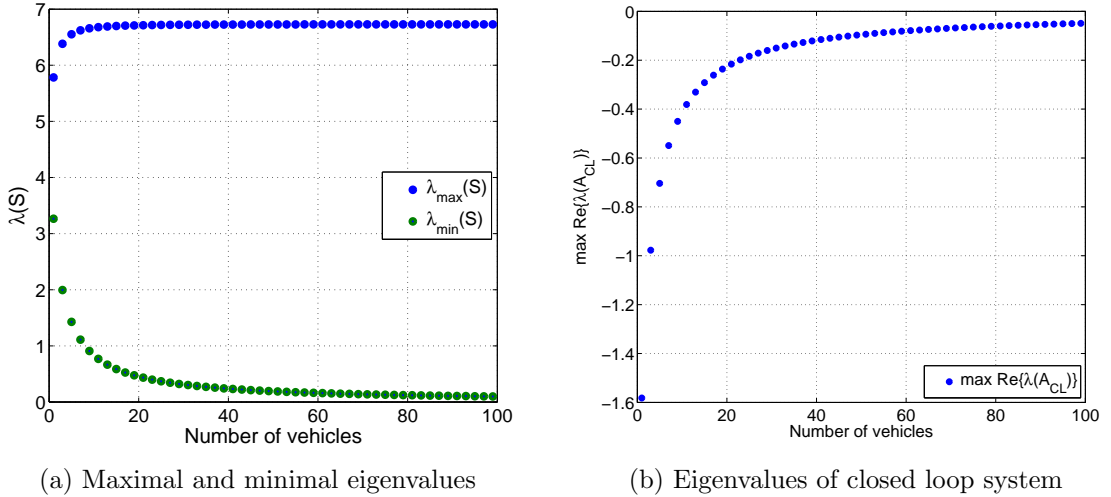 7
6
5
4
3
2
1
0
λ(S)
λmax(S)
λmin(S)
0 20 40 60 80 100
Number of vehicles
(a) Maximal and minimal eigenvalues
0
−0.2
−0.4
−0.6
−0.8
−1
−1.2
−1.4
−1.6
max Re{λ(ACL)}
max Re{λ(ACL)}
0 20 40 60 80 100
Number of vehicles
(b) Eigenvalues of closed loop system